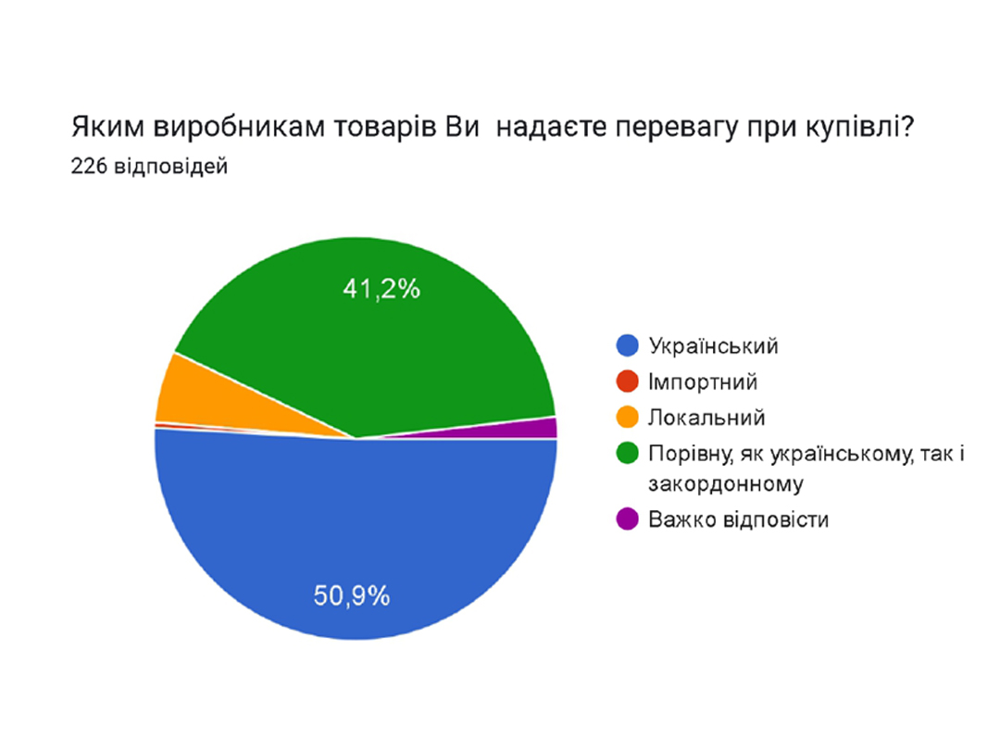 Яким виробникам товарів Ви  надаєте перевагу при купівлі?
226 відповідей
41,2%
50,9%
Український
Імпортний
Локальний
Порівну, як українському, так і
закордонному
Важко відповісти